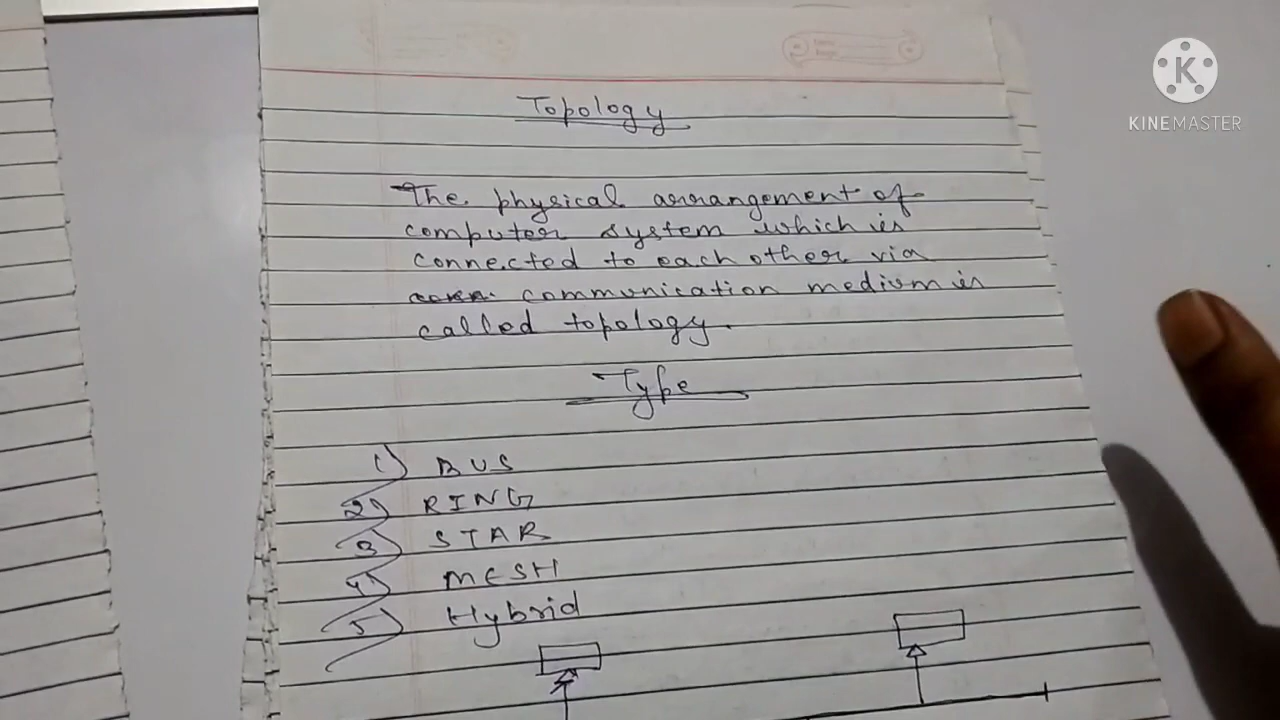 Topology
The physical arrangement of
computer system which is
connected to each other via
communication medium is
called topology.
Type
1) BUS
2) RING
3) STAR
4) MESH
5) Hybrid
K
KINEMASTER